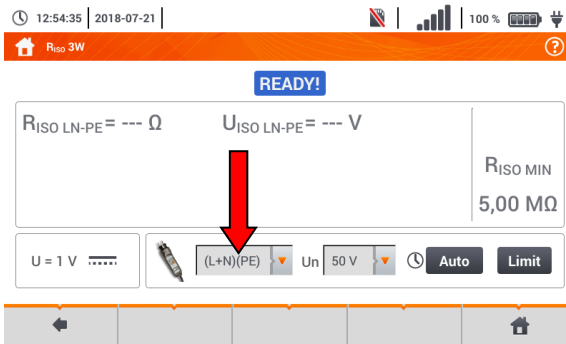 12:54:35 2018-07-21 100 %
RISO 3W ?
READY!
RISO LN-PE= --- Ω UISO LN-PE= --- V
RISO MIN
5,00 MΩ
U = 1 V (L+N)(PE) Un 50 V Auto Limit